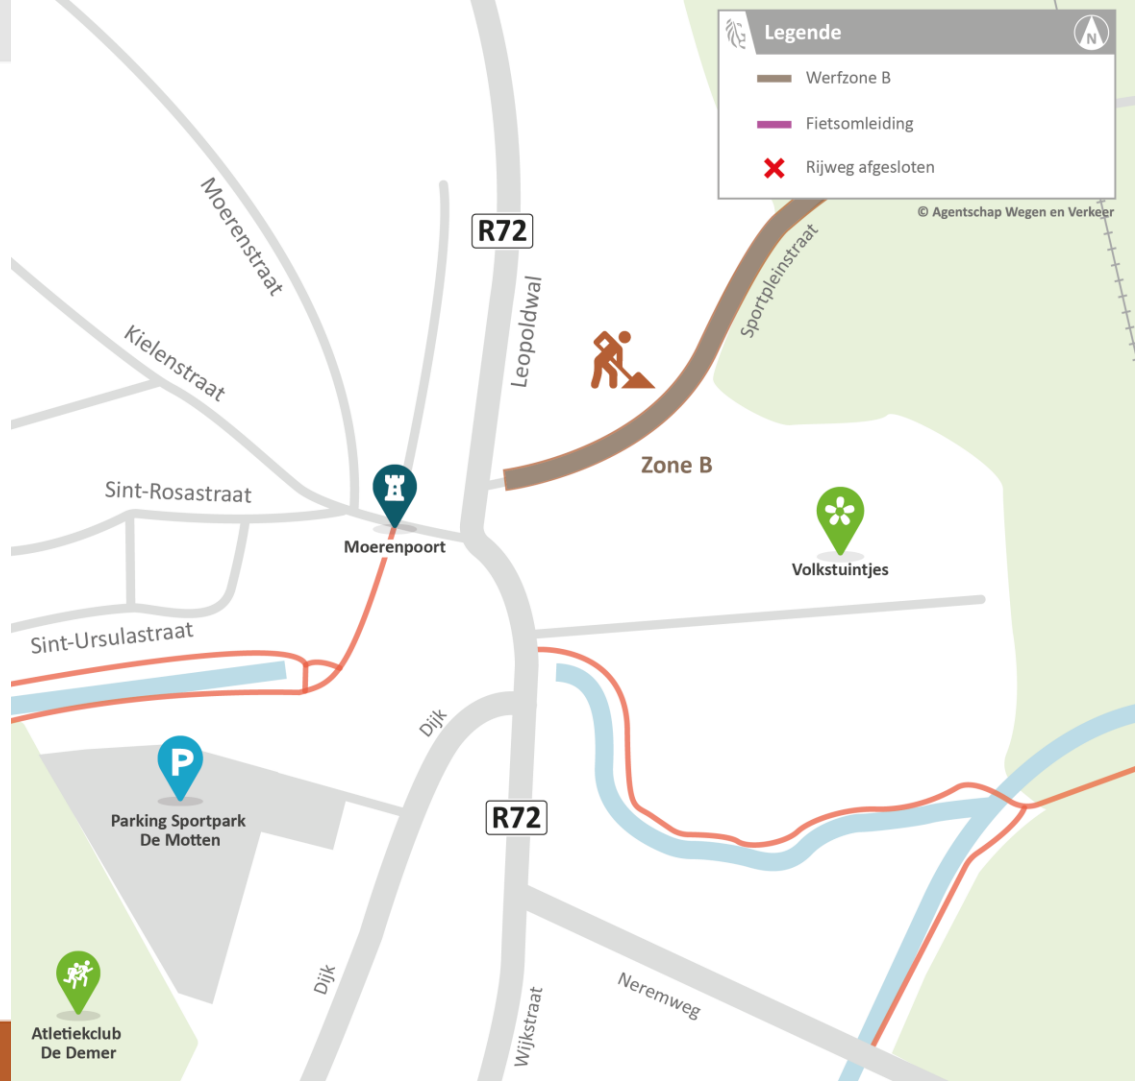 Legende
N
Werfzone B
Fietsomleiding
Rijweg afgesloten
© Agentschap Wegen en Verkeer
Moerenstraat
R72
Sportpleinstraat
Leopoldwal
Kielenstraat
Zone B
Sint-Rosastraat
Moerenpoort
Volkstuintjes
Sint-Ursulastraat
Dijk
P
Parking Sportpark
De Motten
R72
Dijk
Neremweg
Wijkstraat
Atletiekclub
De Demer